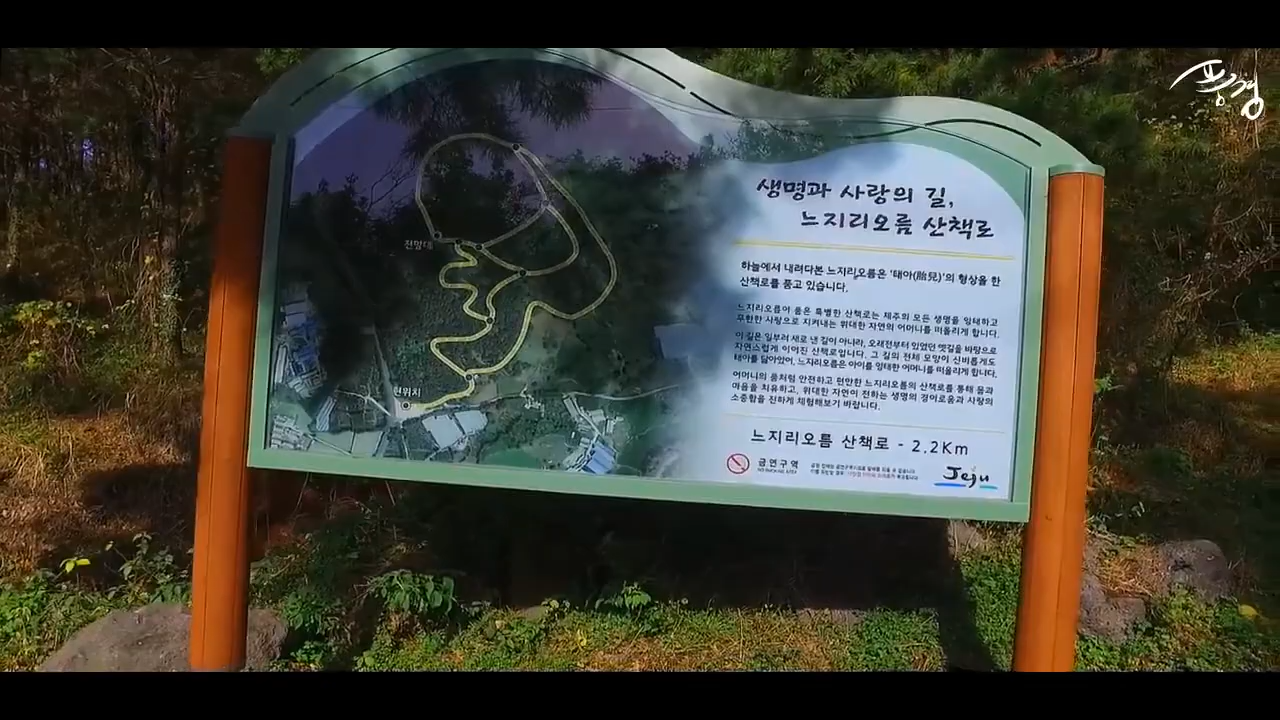 풍경
생명과 사랑의 길,
느지리오름 산책로
전망대
하늘에서 내려다본 느지리오름은 '태아(胎兒)'의 형상을 한
산책로를 품고 있습니다.
느지리오름이 품은 특별한 산책로는 제주의 모든 생명을 잉태하고
무한한 사랑으로 지켜내는 위대한 자연의 어머니를 떠올리게 합니다.
이 길은 일부러 새로 낸 길이 아니라, 오래전부터 있었던 옛길을 바탕으로
자연스럽게 이어진 산책로입니다. 그 길의 전체 모양이 신비롭게도
태아를 닮아있어, 느지리오름은 아이를 잉태한 어머니를 떠올리게 합니다.
현위치
어머니의 품처럼 안전하고 편안한 느지리오름의 산책로를 통해 몸과
마음을 치유하고, 위대한 자연이 전하는 생명의 경이로움과 사랑의
소중함을 진하게 체험해보기 바랍니다.
느지리오름 산책로 - 2.2Km
금연구역
NO SMOKING AREA
Jeju